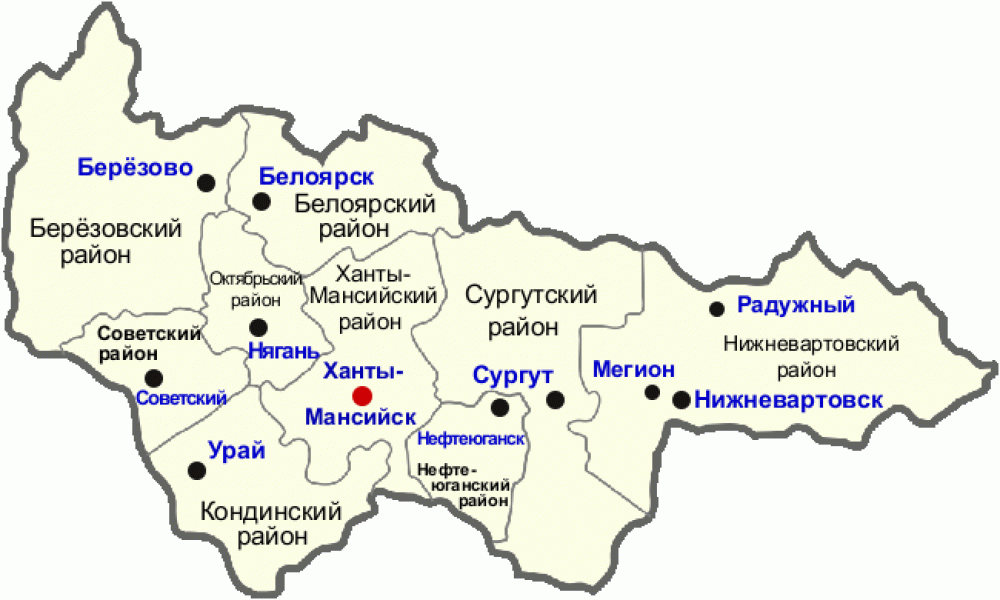 Берёзово
Берёзовский
район
Белоярск
Белоярский
район
Октябрьский
район
Нягань
Ханты-
Мансийский
район
Ханты-
Мансийск
Советский
район
Советский
Урай
Кондинский
район
Сургутский
район
Сургут
Нефтеюганск
Нефте-
юганский
район
Радужный
Нижневартовский
район
Мегион
Нижневартовск